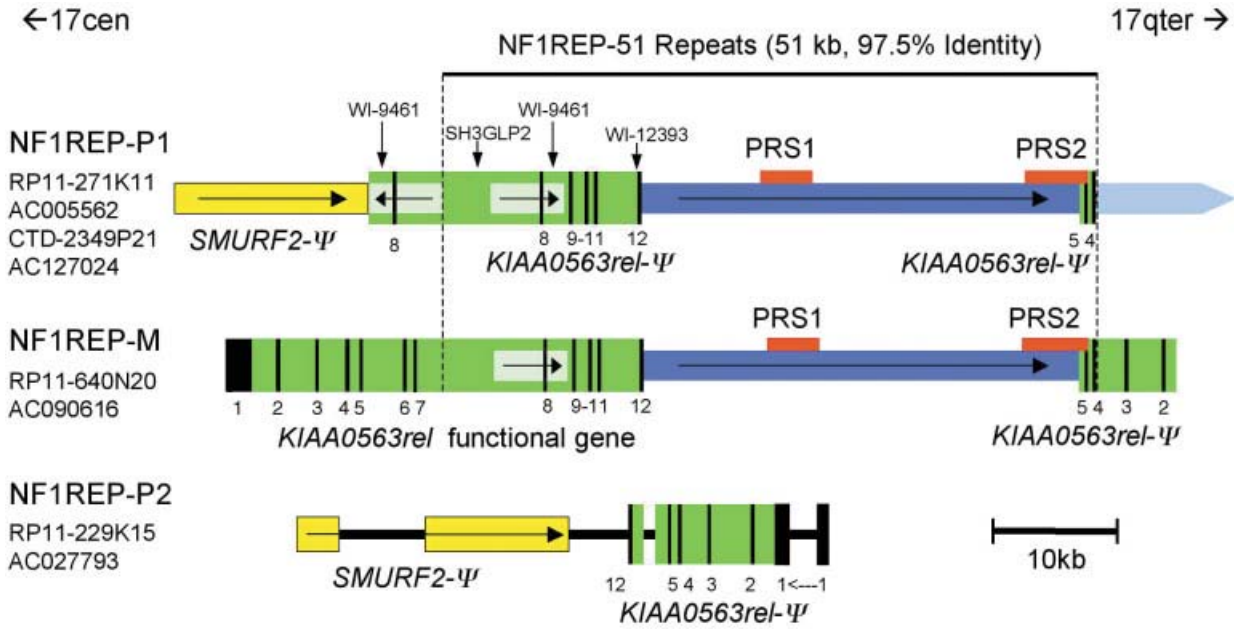 ←17cen
17qter →
NF1REP-51 Repeats (51 kb, 97.5% Identity)
WI-9461
SH3GLP2
WI-9461
WI-12393
NF1REP-P1
RP11-271K11
AC005562
CTD-2349P21
AC127024
PRS1
PRS2
SMURF2-Ψ
8
8
9-11
12
5 4
KIAA0563rel-Ψ
KIAA0563rel-Ψ
NF1REP-M
RP11-640N20
AC090616
PRS1
PRS2
1 2 3 4 5 6 7 8 9-11 12 5 4 3 2
KIAA0563rel functional gene
KIAA0563rel-Ψ
NF1REP-P2
RP11-229K15
AC027793
SMURF2-Ψ
12 5 4 3 2 1<---1
KIAA0563rel-Ψ
10kb